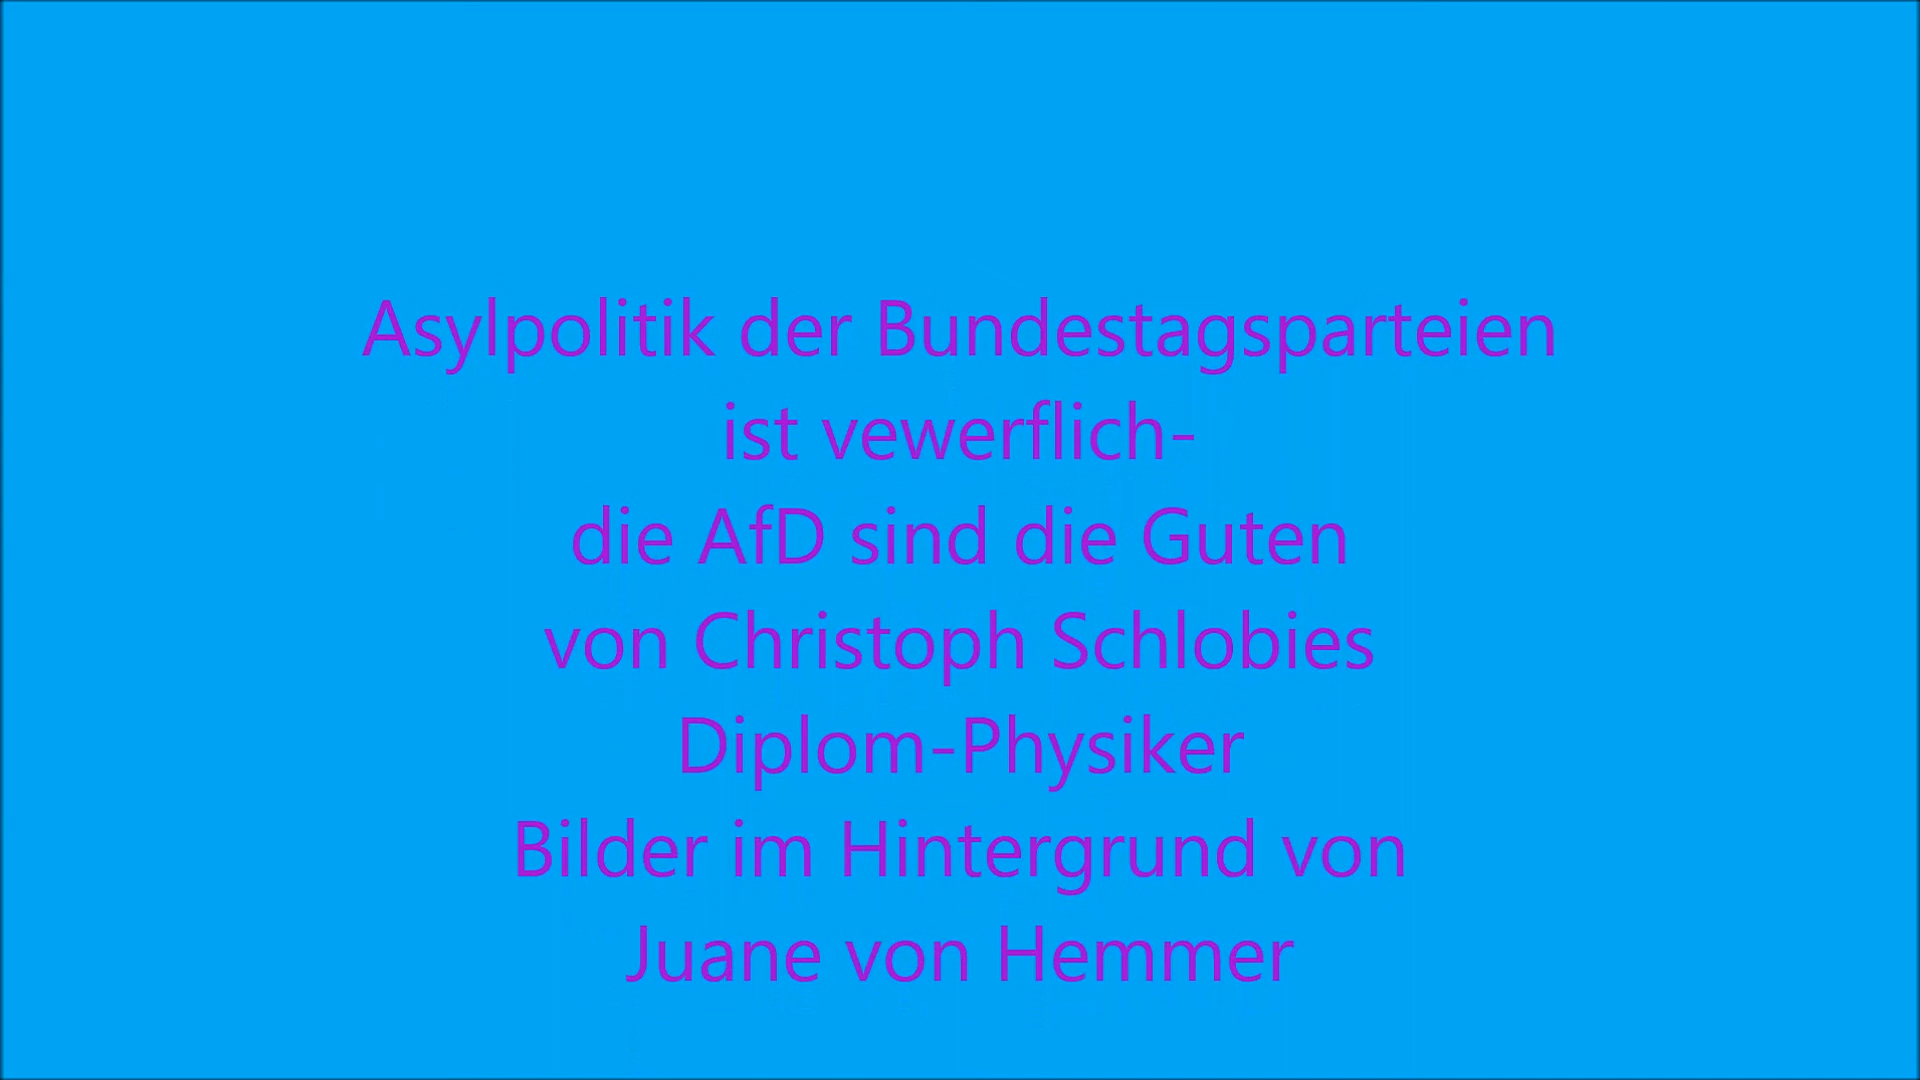 Asylpolitik der Bundestagsparteien
ist vewerflich-
die AfD sind die Guten
von Christoph Schlobies
Diplom-Physiker
Bilder im Hintergrund von
Juane von Hemmer